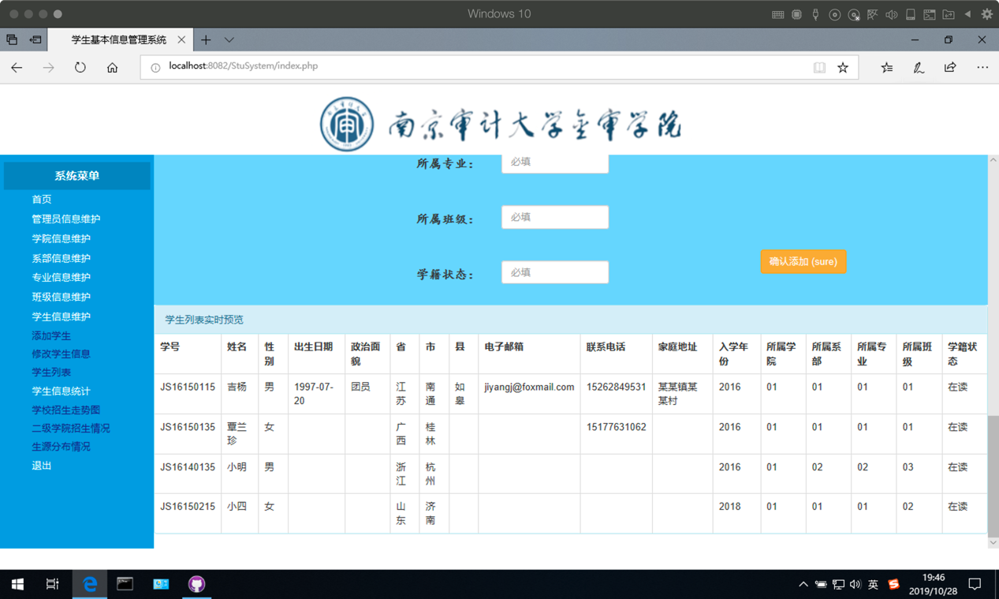 Windows 10
学生基本信息管理系统
localhost:8082/StuSystem/index.php
南京审计大学金审学院
系统菜单
首页
管理员信息维护
学院信息维护
系部信息维护
专业信息维护
班级信息维护
学生信息维护
添加学生
修改学生信息
学生列表
学生信息统计
学校招生走势图
二级学院招生情况
生源分布情况
退出
所属专业: 必填
所属班级: 必填
学籍状态: 必填
确认添加 (sure)
学生列表实时预览
学号 姓名 性别 出生日期 政治面貌 省 市 县 电子邮箱 联系电话 家庭地址 入学年份 所属学院 所属系部 所属专业 所属班级 学籍状态
JS16150115 吉杨 男 1997-07-20 团员 江苏 南通 如皋 jiyangj@foxmail.com 15262849531 某某镇某某村 2016 01 01 01 01 在读
JS16150135 覃兰珍 女 广西 桂林 15177631062 2016 01 01 01 01 在读
JS16140135 小明 男 浙江 杭州 2016 01 02 02 03 在读
JS16150215 小四 女 山东 济南 2018 01 01 01 02 在读
英
19:46
2019/10/28